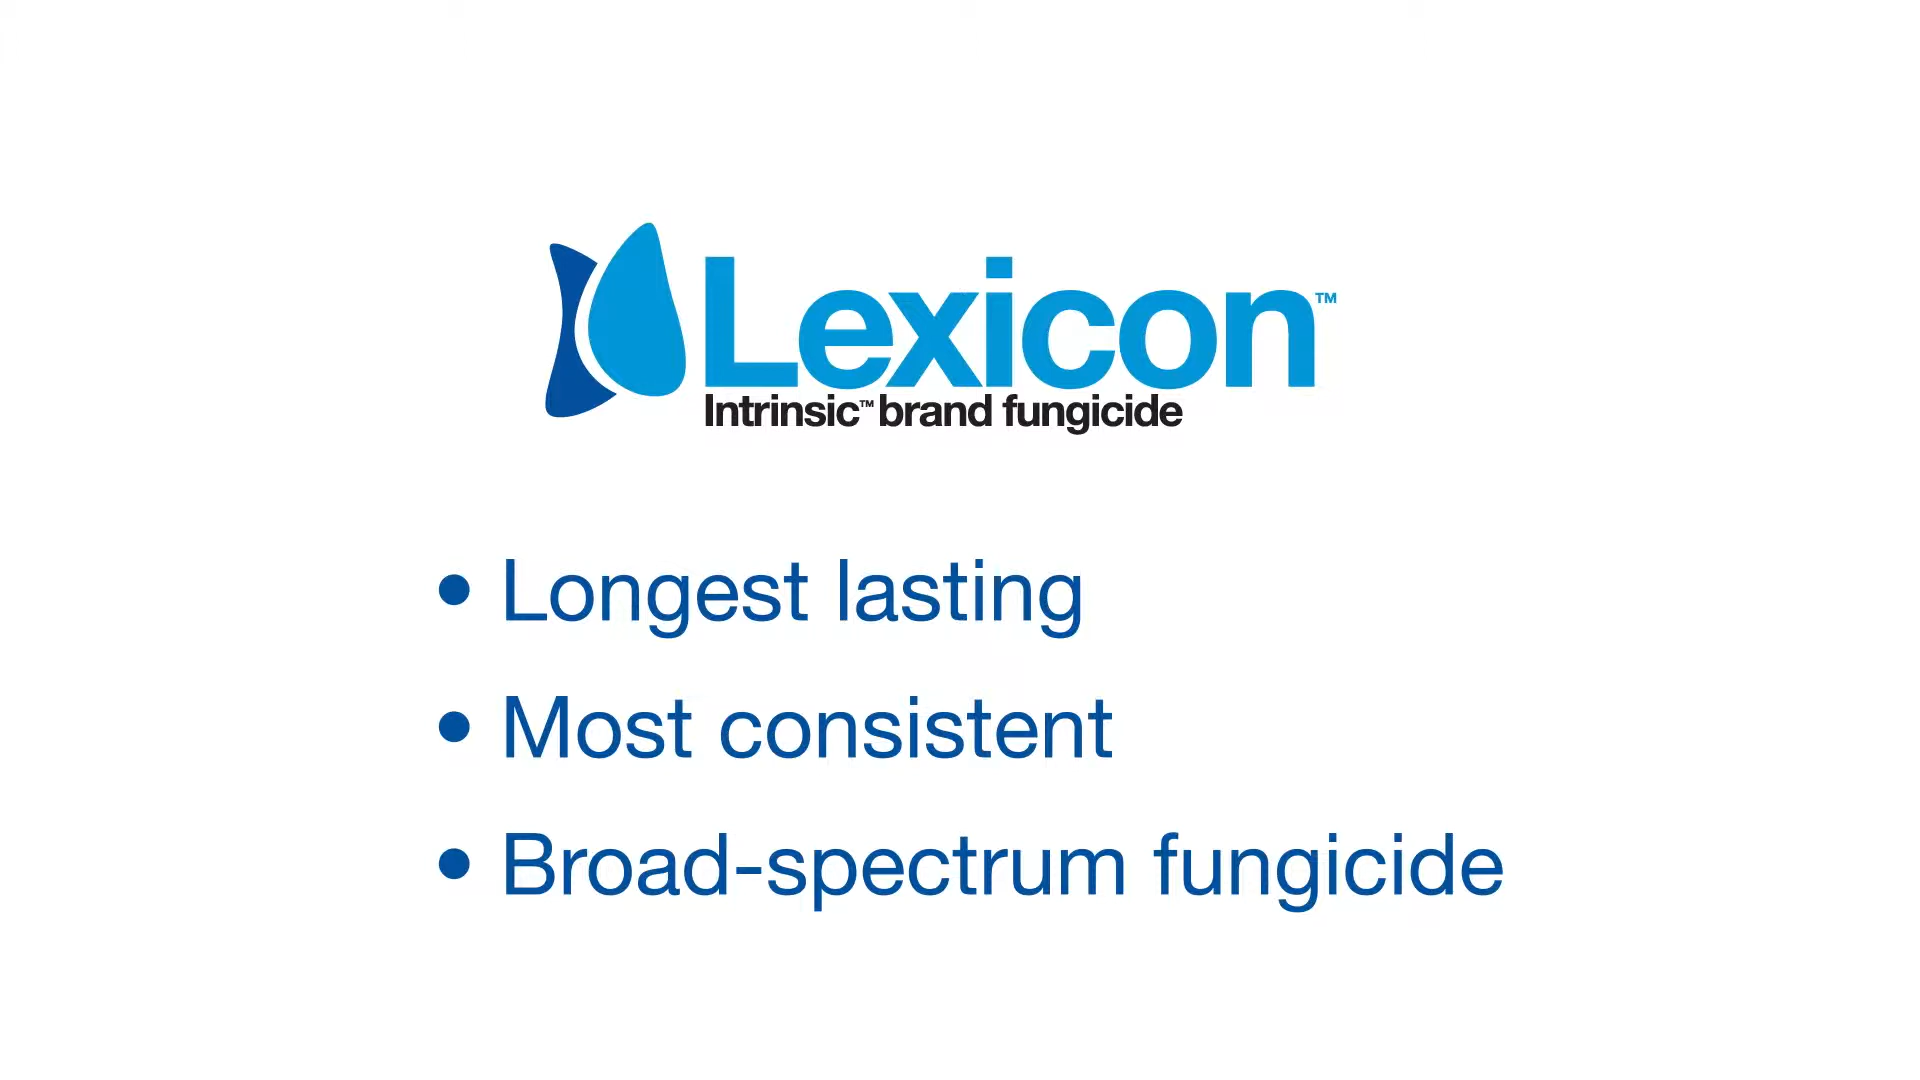 Lexicon™
Intrinsic™ brand fungicide
• Longest lasting
• Most consistent
• Broad-spectrum fungicide